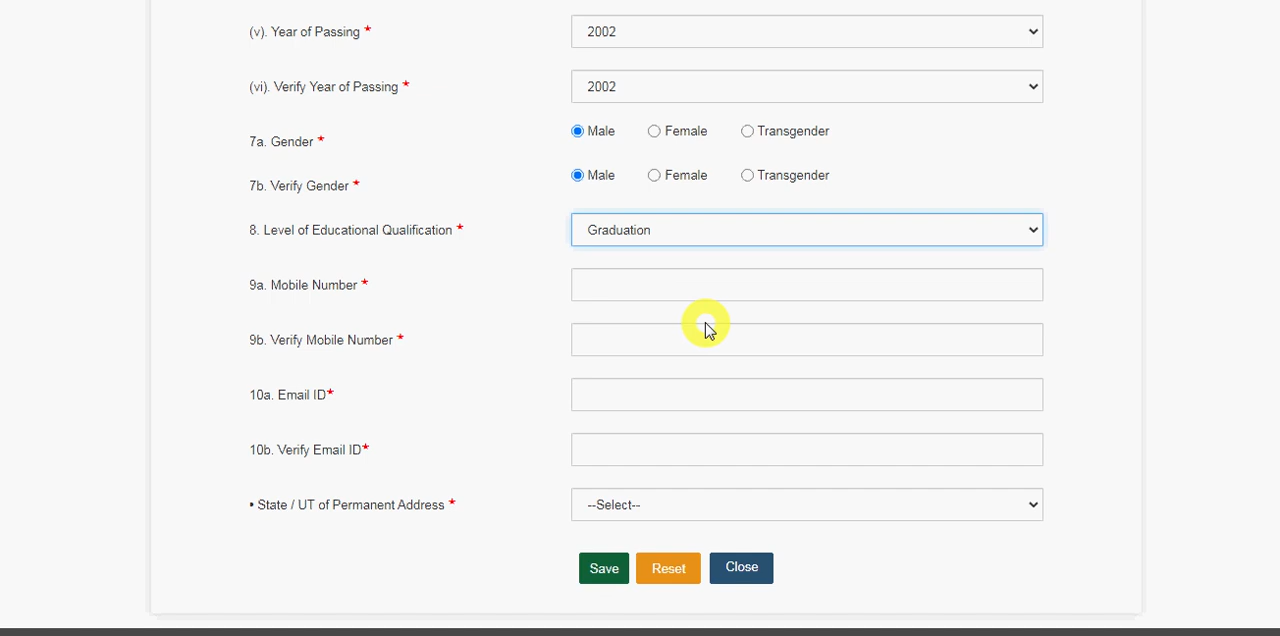 (v). Year of Passing * 2002
(vi). Verify Year of Passing * 2002
7a. Gender * Male Female Transgender
7b. Verify Gender * Male Female Transgender
8. Level of Educational Qualification * Graduation
9a. Mobile Number *
9b. Verify Mobile Number *
10a. Email ID*
10b. Verify Email ID*
• State / UT of Permanent Address * --Select--
Save Reset Close